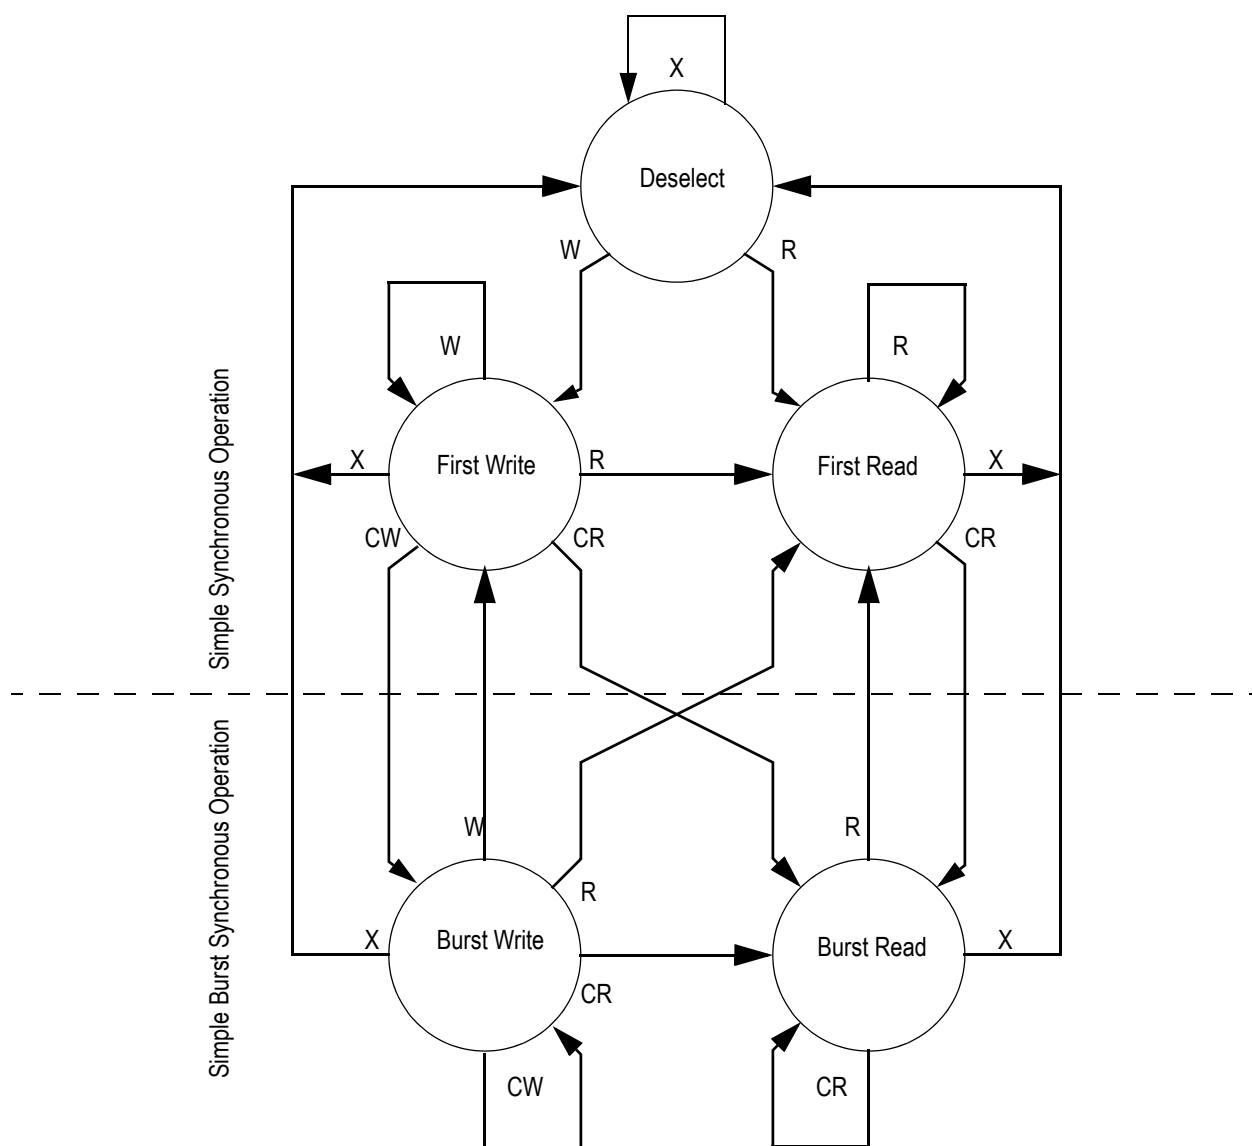 X
Deselect
W
R
W
R
Simple Synchronous Operation
X
First Write
R
First Read
X
CW
CR
CR
Simple Burst Synchronous Operation
W
R
R
X
Burst Write
Burst Read
X
CR
CW
CR